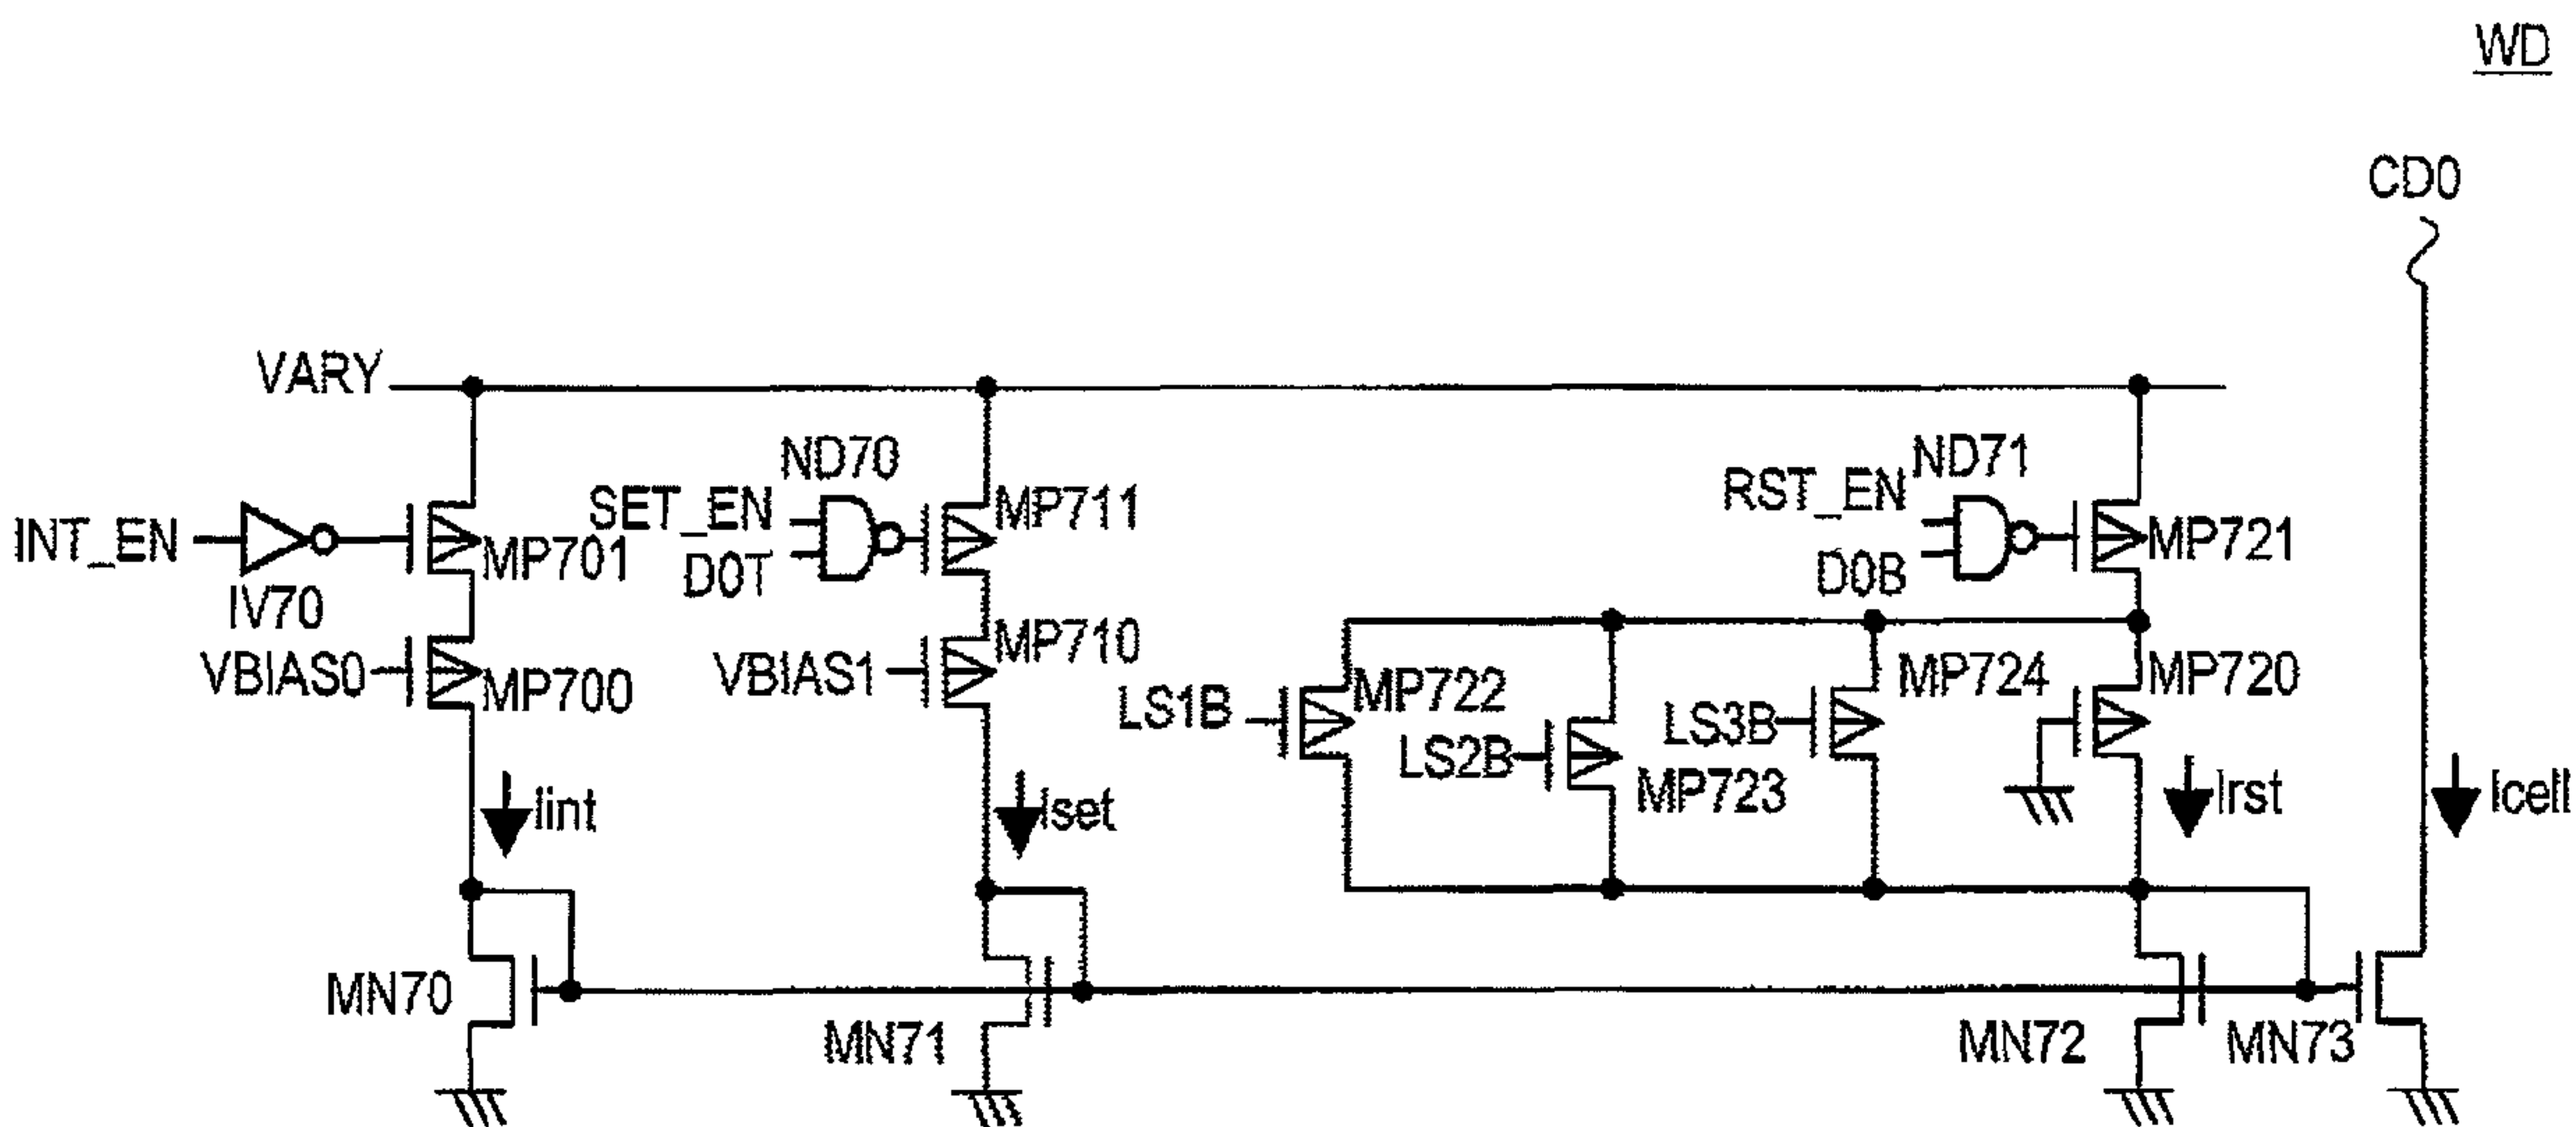 WD
CD0
VARY
ND70
ND71
SET_EN
MP711
RST_EN
INT_EN
MP701
D0T
MP721
D0B
IV70
MP710
VBIAS0
MP700
VBIAS1
LS1B
MP722
MP724
MP720
LS2B
LS3B
MP723
Iint
Iset
Irst
Icell
MN70
MN71
MN72
MN73